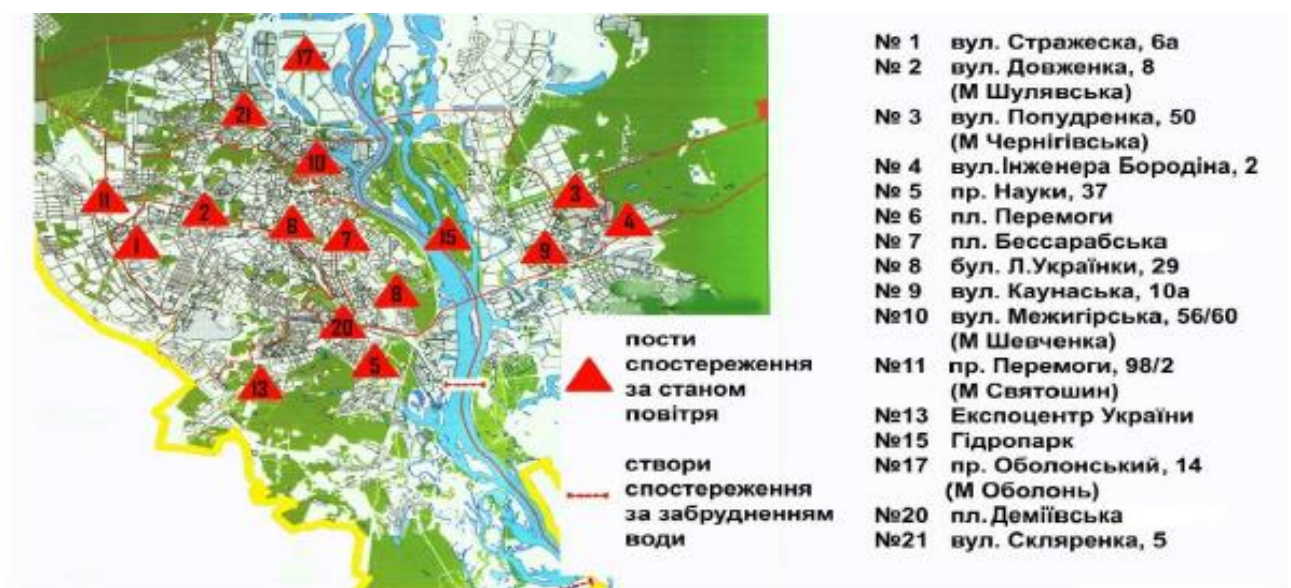 17
21
10
11
2
1
6
7
15
3
4
9
8
20
5
13
№ 1 вул. Стражеска, 6а
№ 2 вул. Довженка, 8
(М Шулявська)
№ 3 вул. Попудренка, 50
(М Чернігівська)
№ 4 вул.Інженера Бородіна, 2
№ 5 пр. Науки, 37
№ 6 пл. Перемоги
№ 7 пл. Бессарабська
№ 8 бул. Л.Українки, 29
№ 9 вул. Каунаська, 10а
№10 вул. Межигірська, 56/60
(М Шевченка)
№11 пр. Перемоги, 98/2
(М Святошин)
№13 Експоцентр України
№15 Гідропарк
№17 пр. Оболонський, 14
(М Оболонь)
№20 пл.Деміївська
№21 вул. Скляренка, 5
пости
спостереження
за станом
повітря
створи
спостереження
за забрудненням
води